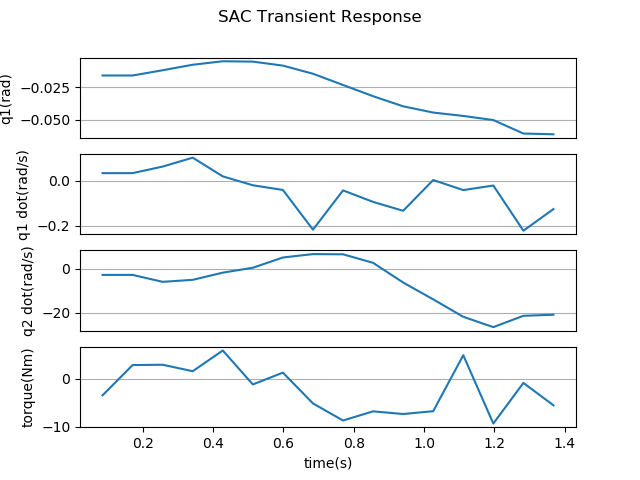 SAC Transient Response
q1(rad)
−0.025
−0.050
q1 dot(rad/s)
0.0
−0.2
q2 dot(rad/s)
0
−20
torque(Nm)
0
−10
0.2 0.4 0.6 0.8 1.0 1.2 1.4
time(s)